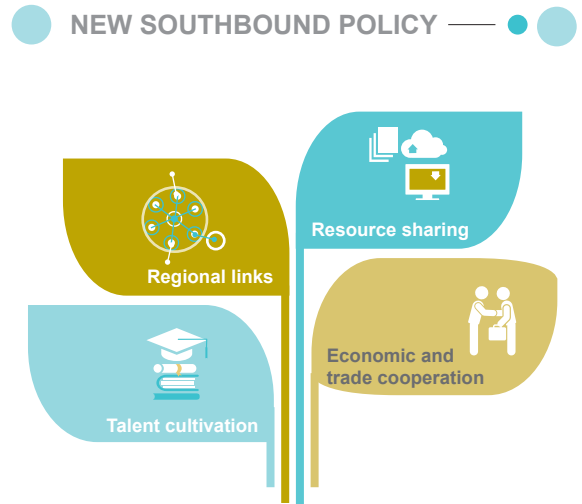 NEW SOUTHBOUND POLICY
Resource sharing
Regional links
Economic and
trade cooperation
Talent cultivation